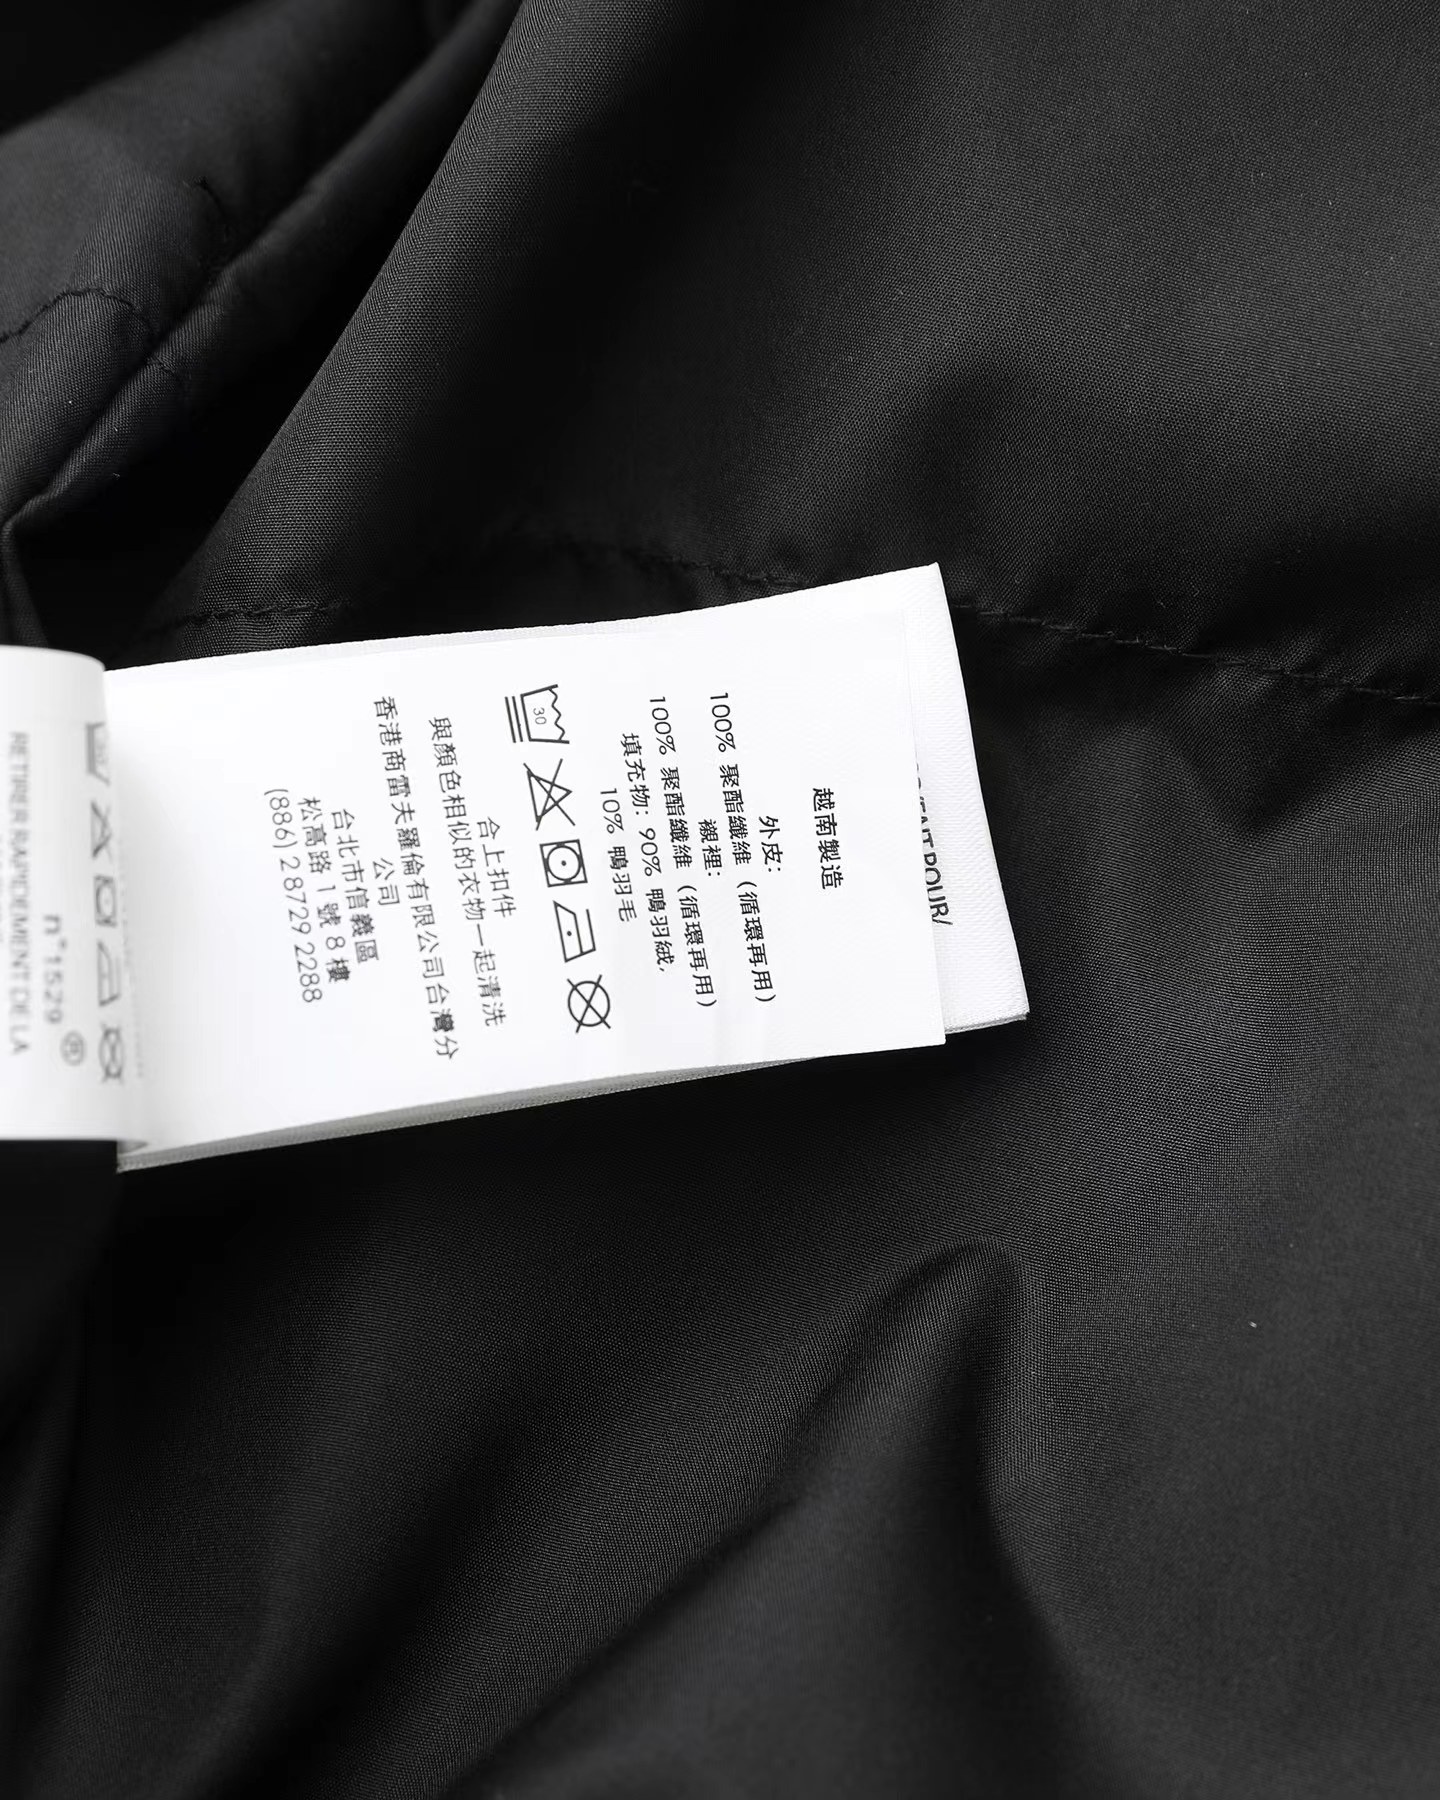 越南製造
外皮：
100% 聚酯纖維（循環再用）
襯裡：
100% 聚酯纖維（循環再用）
填充物：90% 鴨羽絨,
10% 鴨羽毛
30
合上扣件
與顏色相似的衣物一起清洗
香港商雷夫羅倫有限公司台灣分
公司
台北市信義區
松高路 1 號 8 樓
(886) 2 8729 2288
POUR/
n°1529
®
RETIRER RAPIDEMENT DE LA